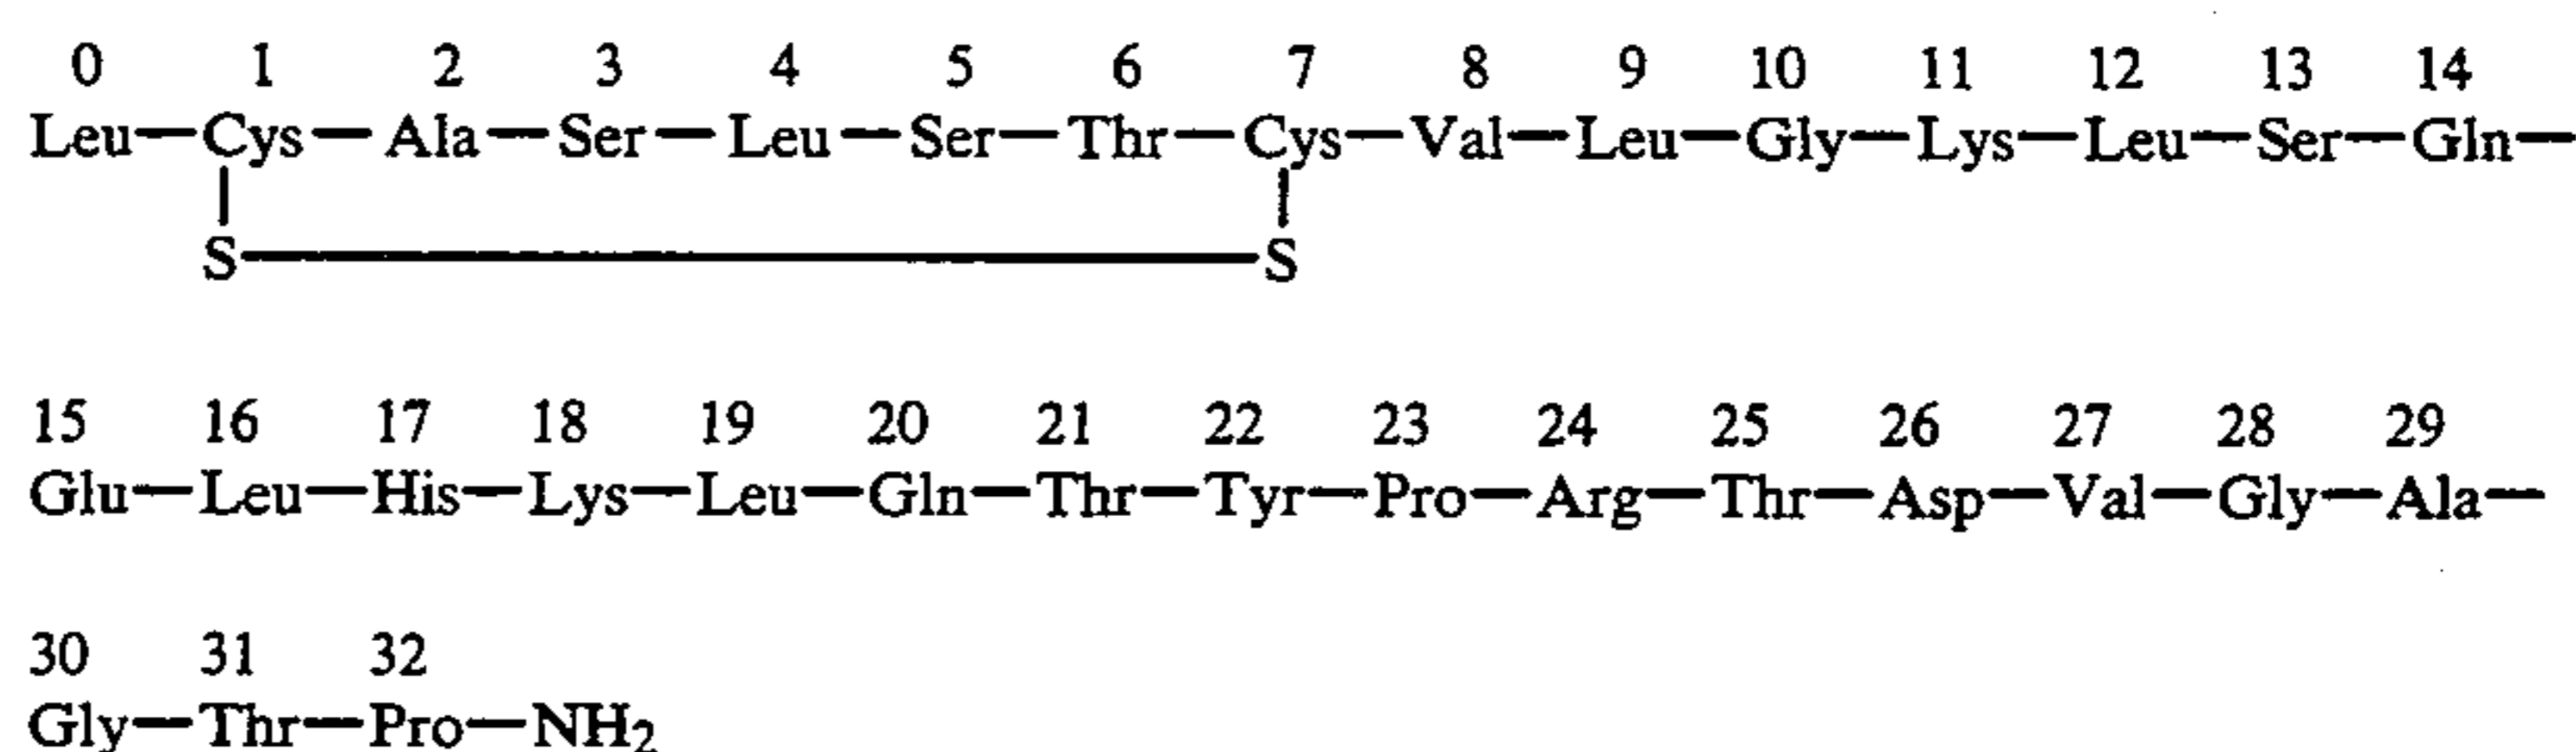 0 1 2 3 4 5 6 7 8 9 10 11 12 13 14
Leu—Cys—Ala—Ser—Leu—Ser—Thr—Cys—Val—Leu—Gly—Lys—Leu—Ser—Gln—
S S
15 16 17 18 19 20 21 22 23 24 25 26 27 28 29
Glu—Leu—His—Lys—Leu—Gln—Thr—Tyr—Pro—Arg—Thr—Asp—Val—Gly—Ala—
30 31 32
Gly—Thr—Pro—NH₂